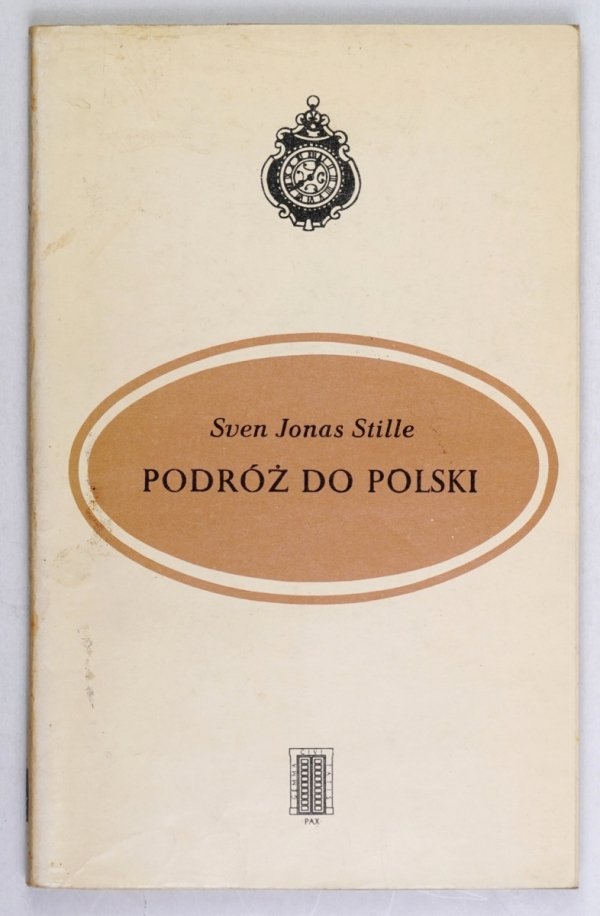 Sven Jonas Stille
PODRÓŻ DO POLSKI
PAX